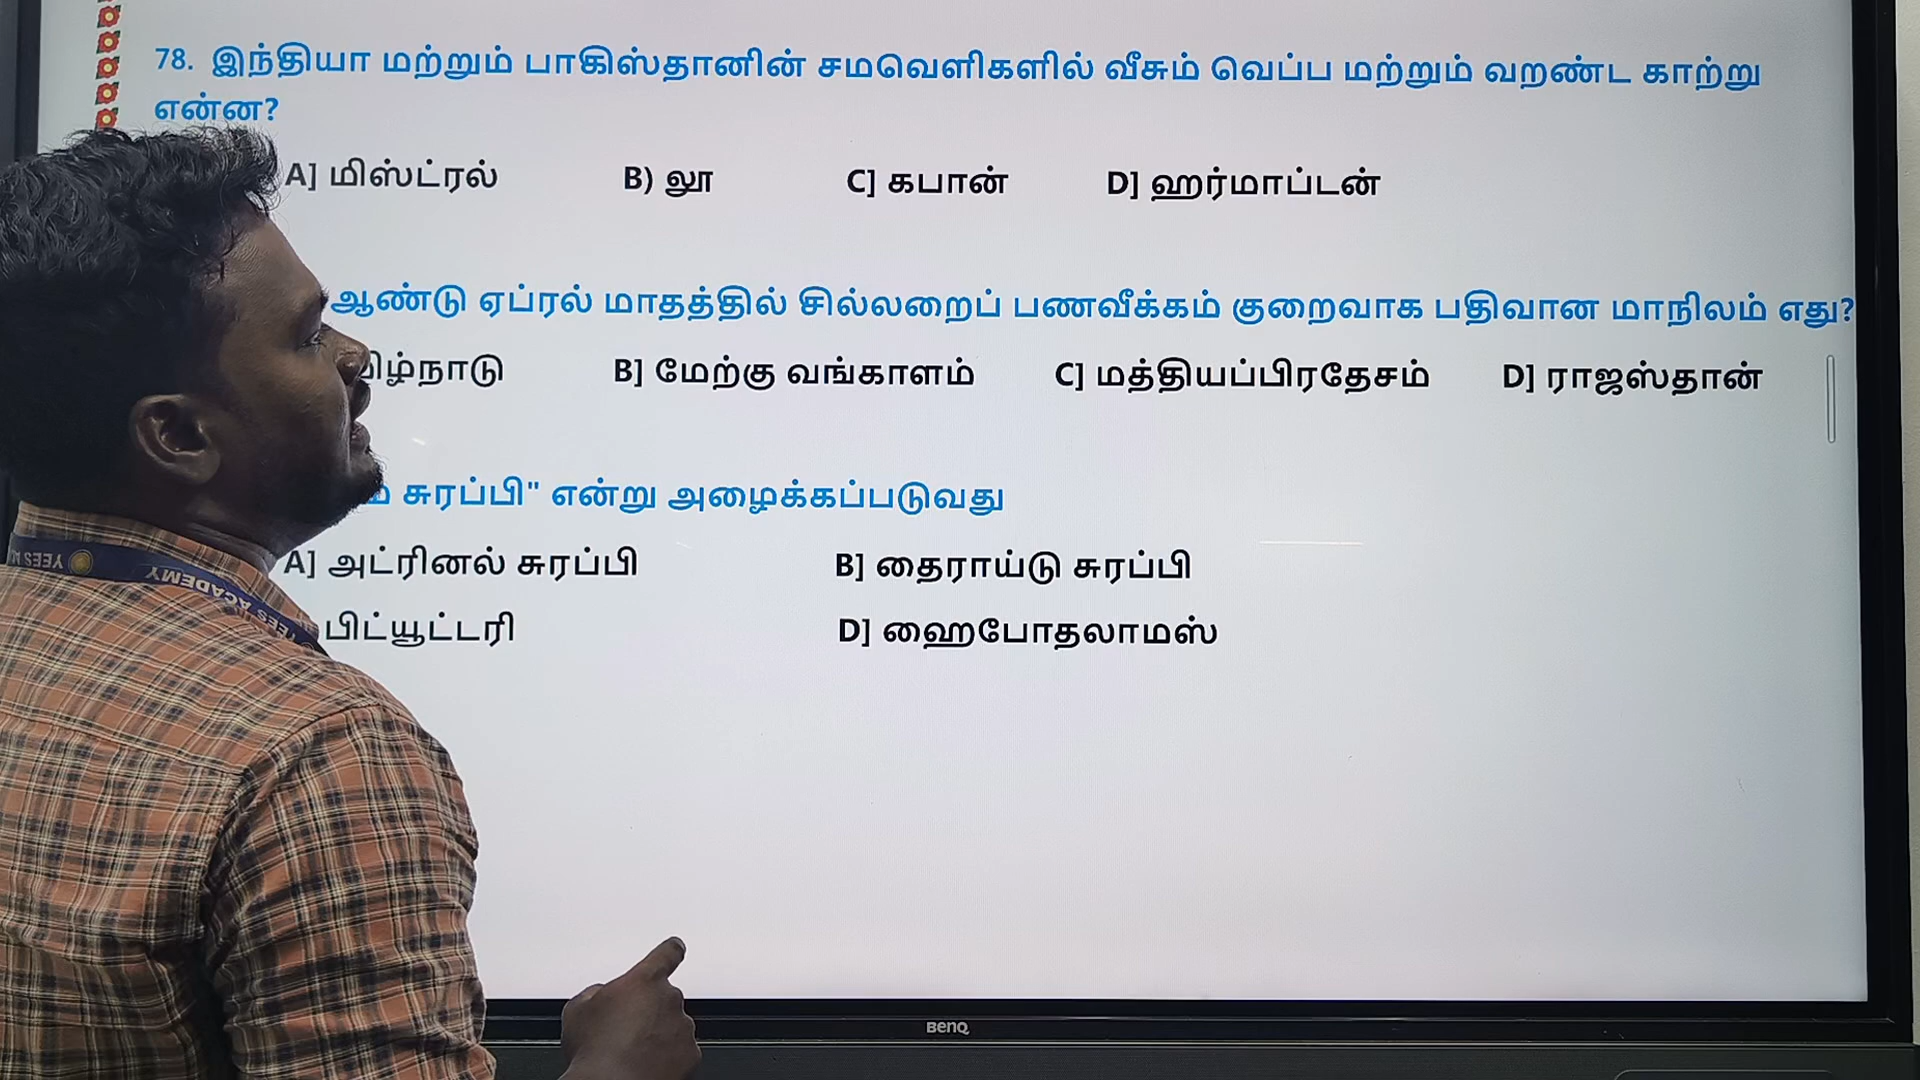 78. இந்தியா மற்றும் பாகிஸ்தானின் சமவெளிகளில் வீசும் வெப்ப மற்றும் வறண்ட காற்று
என்ன?
A] மிஸ்ட்ரல் B) லூ C] கபான் D] ஹர்மாப்டன்
ஆண்டு ஏப்ரல் மாதத்தில் சில்லறைப் பணவீக்கம் குறைவாக பதிவான மாநிலம் எது?
B] மேற்கு வங்காளம் C] மத்தியப்பிரதேசம் D] ராஜஸ்தான்
சுரப்பி" என்று அழைக்கப்படுவது
A] அட்ரினல் சுரப்பி B] தைராய்டு சுரப்பி
பிட்யூட்டரி D] ஹைபோதலாமஸ்
YEES ACADEMY
BenQ